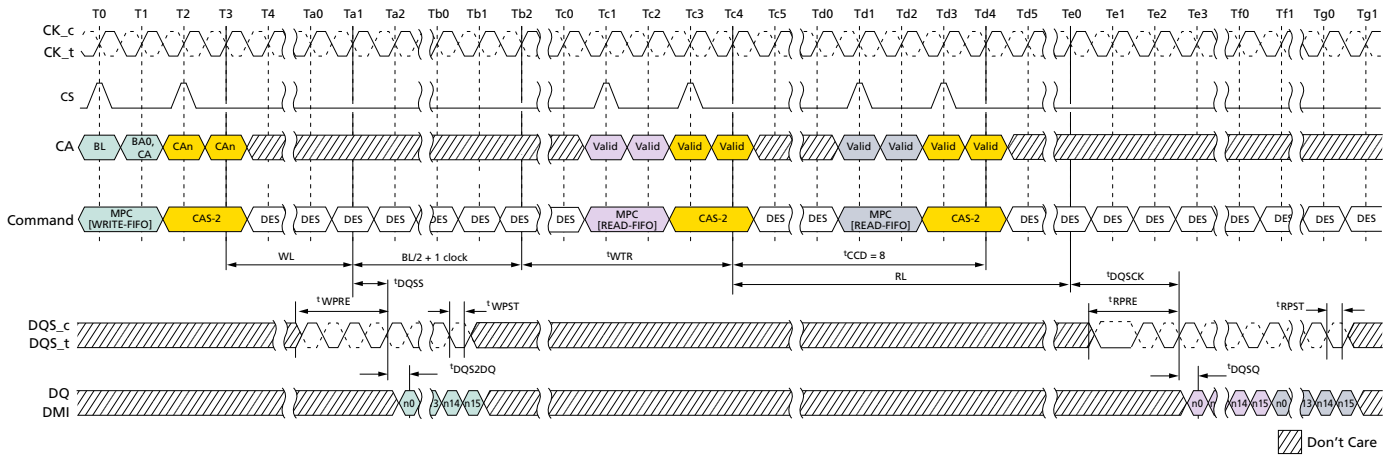 T0 T1 T2 T3 T4 Ta0 Ta1 Ta2 Tb0 Tb1 Tb2 Tc0 Tc1 Tc2 Tc3 Tc4 Tc5 Td0 Td1 Td2 Td3 Td4 Td5 Te0 Te1 Te2 Te3 Tf0 Tf1 Tg0 Tg1
CK_c
CK_t
CS
CA BL BA0, CA CAn CAn Valid Valid Valid Valid Valid Valid Valid Valid
Command MPC [WRITE-FIFO] CAS-2 DES DES DES DES DES DES DES DES MPC [READ-FIFO] CAS-2 DES DES MPC [READ-FIFO] CAS-2 DES DES DES DES DES DES DES DES
WL BL/2 + 1 clock tWTR tCCD = 8
RL tDQSCK
tDQSS
tWPRE tWPST tRPRE tRPST
DQS_c
DQS_t
tDQS2DQ tDQSQ
DQ
DMI
n0 n14 n15 n0 n14 n15 n0 n14 n15
Don't Care